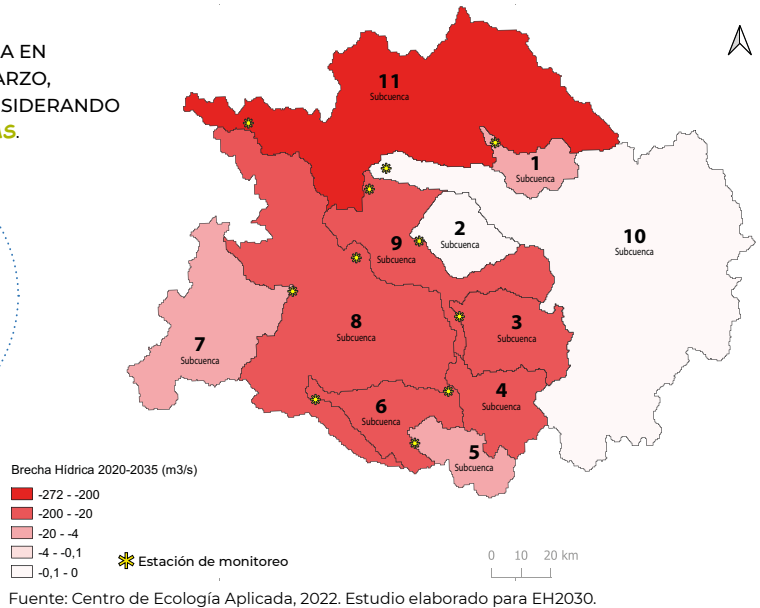 A EN
ARZO,
SIDERANDO
AS.
11
Subcuenca
1
Subcuenca
10
Subcuenca
2
Subcuenca
9
Subcuenca
8
Subcuenca
3
Subcuenca
7
Subcuenca
4
Subcuenca
6
Subcuenca
5
Subcuenca
Brecha Hídrica 2020-2035 (m3/s)
-272 - -200
-200 - -20
-20 - -4
-4 - -0,1
-0,1 - 0
Estación de monitoreo
0 10 20 km
Fuente: Centro de Ecología Aplicada, 2022. Estudio elaborado para EH2030.